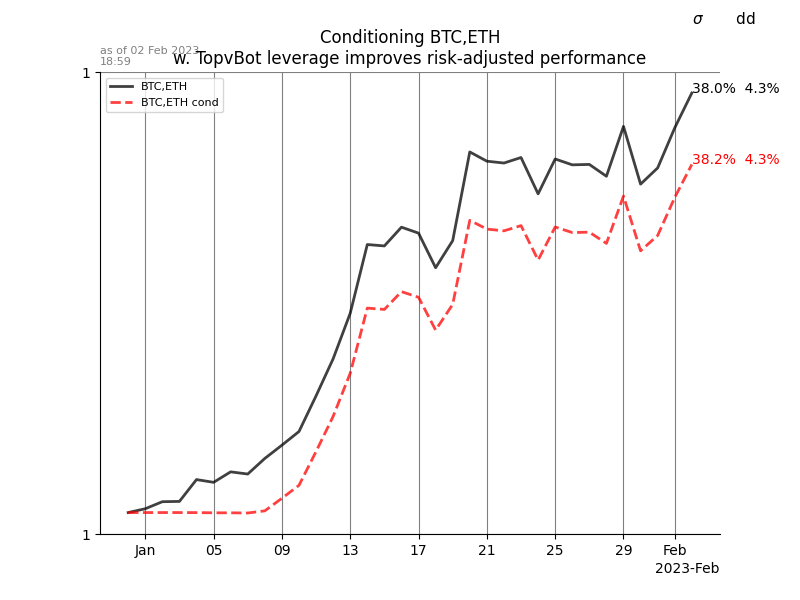 σ dd
Conditioning BTC,ETH
as of 02 Feb 2023
w. TopvBot leverage improves risk-adjusted performance
18:59
1
BTC,ETH
BTC,ETH cond
38.0% 4.3%
38.2% 4.3%
1
Jan 05 09 13 17 21 25 29 Feb
2023-Feb